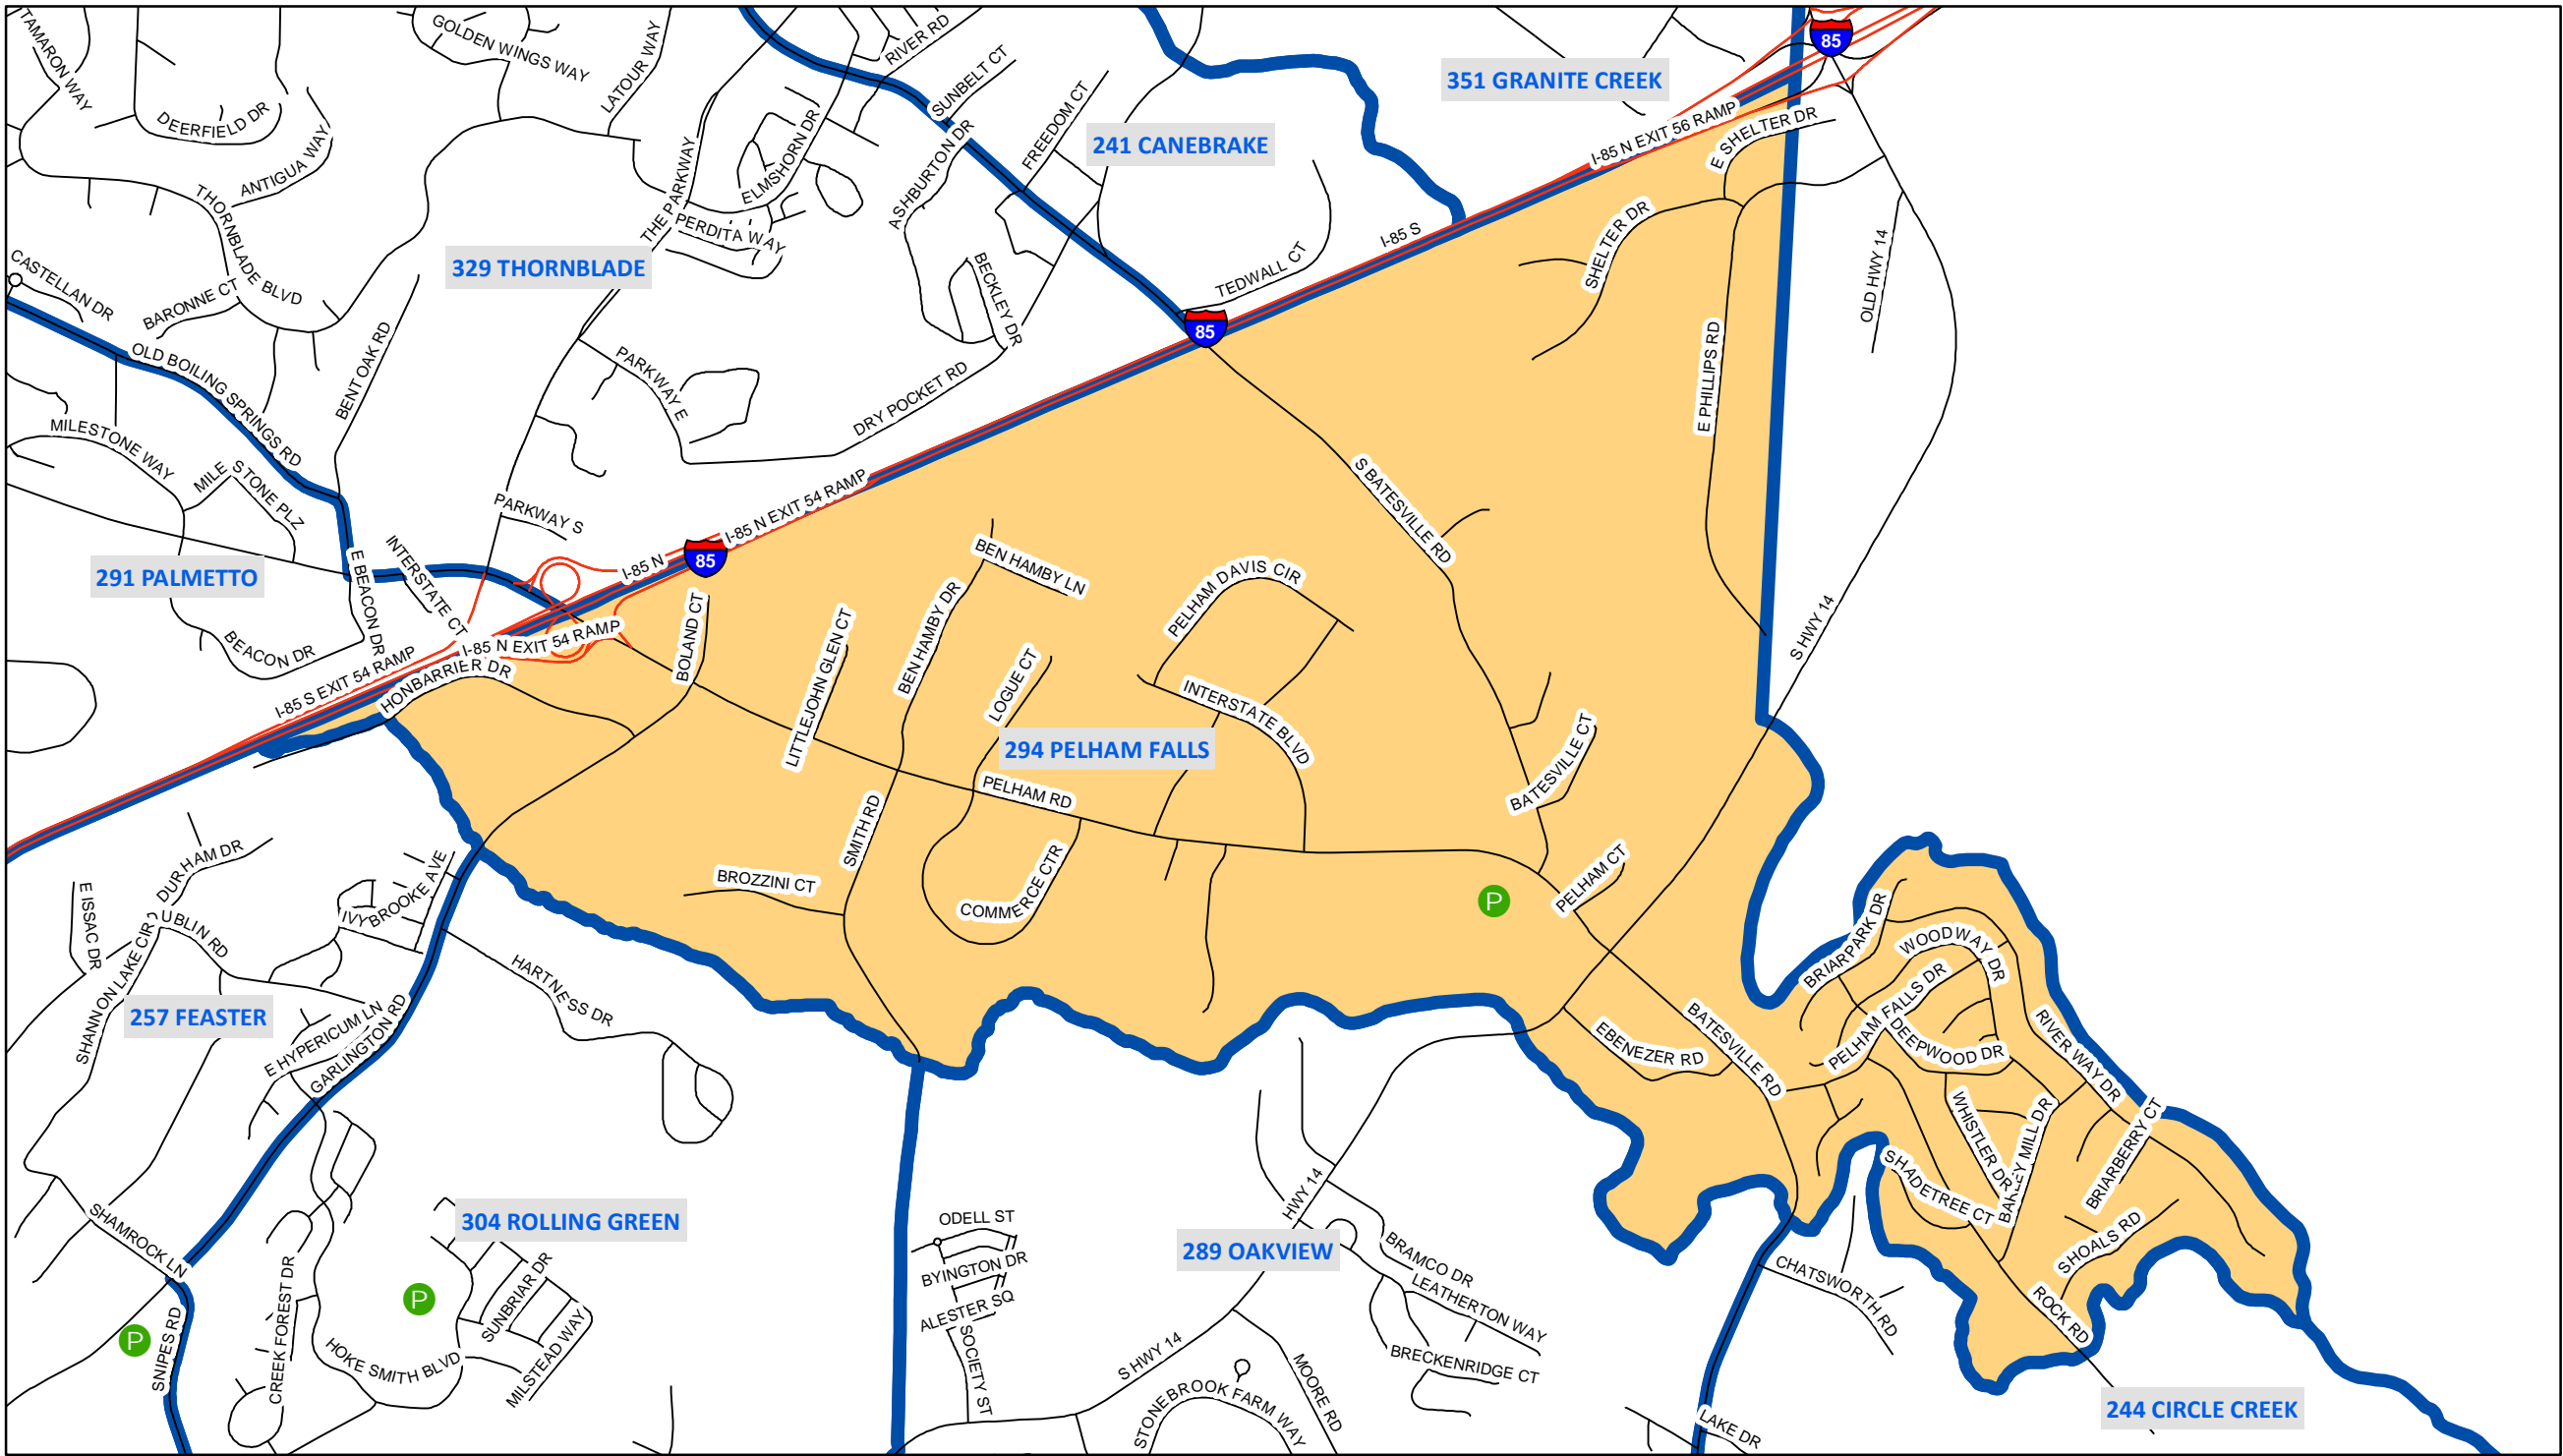 TAMARON WAY
GOLDEN WINGS WAY
LATOUR WAY
RIVER RD
SUNBELT CT
85
351 GRANITE CREEK
DEERFIELD DR
FREEDOM CT
I-85 N EXIT 56 RAMP
E SHELTER DR
241 CANEBRAKE
ANTIGUA WAY
ELMSHORN DR
ASHBURTON DR
THE PARKWAY
THORNBLADE BLVD
PERDITA WAY
SHELTER DR
I-85 S
329 THORNBLADE
CASTELLAN DR
BARONNE CT
BECKLEY DR
TEDWALL CT
OLD HWY 14
85
OLD BOILING SPRINGS RD
BENT OAK RD
PARKWAY E
DRY POCKET RD
E PHILLIPS RD
MILESTONE WAY
MILE STONE PLZ
PARKWAY S
I-85 N EXIT 54 RAMP
S BATESVILLE RD
85
I-85 N
INTERSTATE CT
E BEACON DR
291 PALMETTO
BEN HAMBY LN
PELHAM DAVIS CIR
BEN HAMBY DR
BOLAND CT
LITTLEJOHN GLEN CT
I-85 N EXIT 54 RAMP
BEACON DR
HONBARRIER DR
I-85 S EXIT 54 RAMP
LOGUE CT
INTERSTATE BLVD
S HWY 14
294 PELHAM FALLS
BATESVILLE CT
PELHAM RD
SMITH RD
BROZZINI CT
COMMERCE CTR
PELHAM CT
P
DURHAM DR
E ISSAC DR
IVYBROOKE AVE
UBLIN RD
SHANNON LAKE CIR
HARTNESS DR
257 FEASTER
E HYPERICUM LN
GARLINGTON RD
BRIARPARK DR
WOODWAY DR
PELHAM FALLS DR
DEEPWOOD DR
RIVER WAY DR
BATESVILLE RD
EBENEZER RD
WHISTLER DR
BARLEY MILL DR
BRIARBERRY CT
SHADETREE CT
SHOALS RD
ROCK RD
SHAMROCK LN
304 ROLLING GREEN
P
P
SNIPES RD
CREEK FOREST DR
SUNBRIAR DR
HOKE SMITH BLVD
MILSTEAD WAY
ODELL ST
BYINGTON DR
ALESTER SQ
SOCIETY ST
HWY 14
289 OAKVIEW
BRAMCO DR
LEATHERTON WAY
BRECKENRIDGE CT
S HWY 14
MOORE RD
STONEBROOK FARM WAY
CHATSWORTH RD
LAKE DR
244 CIRCLE CREEK